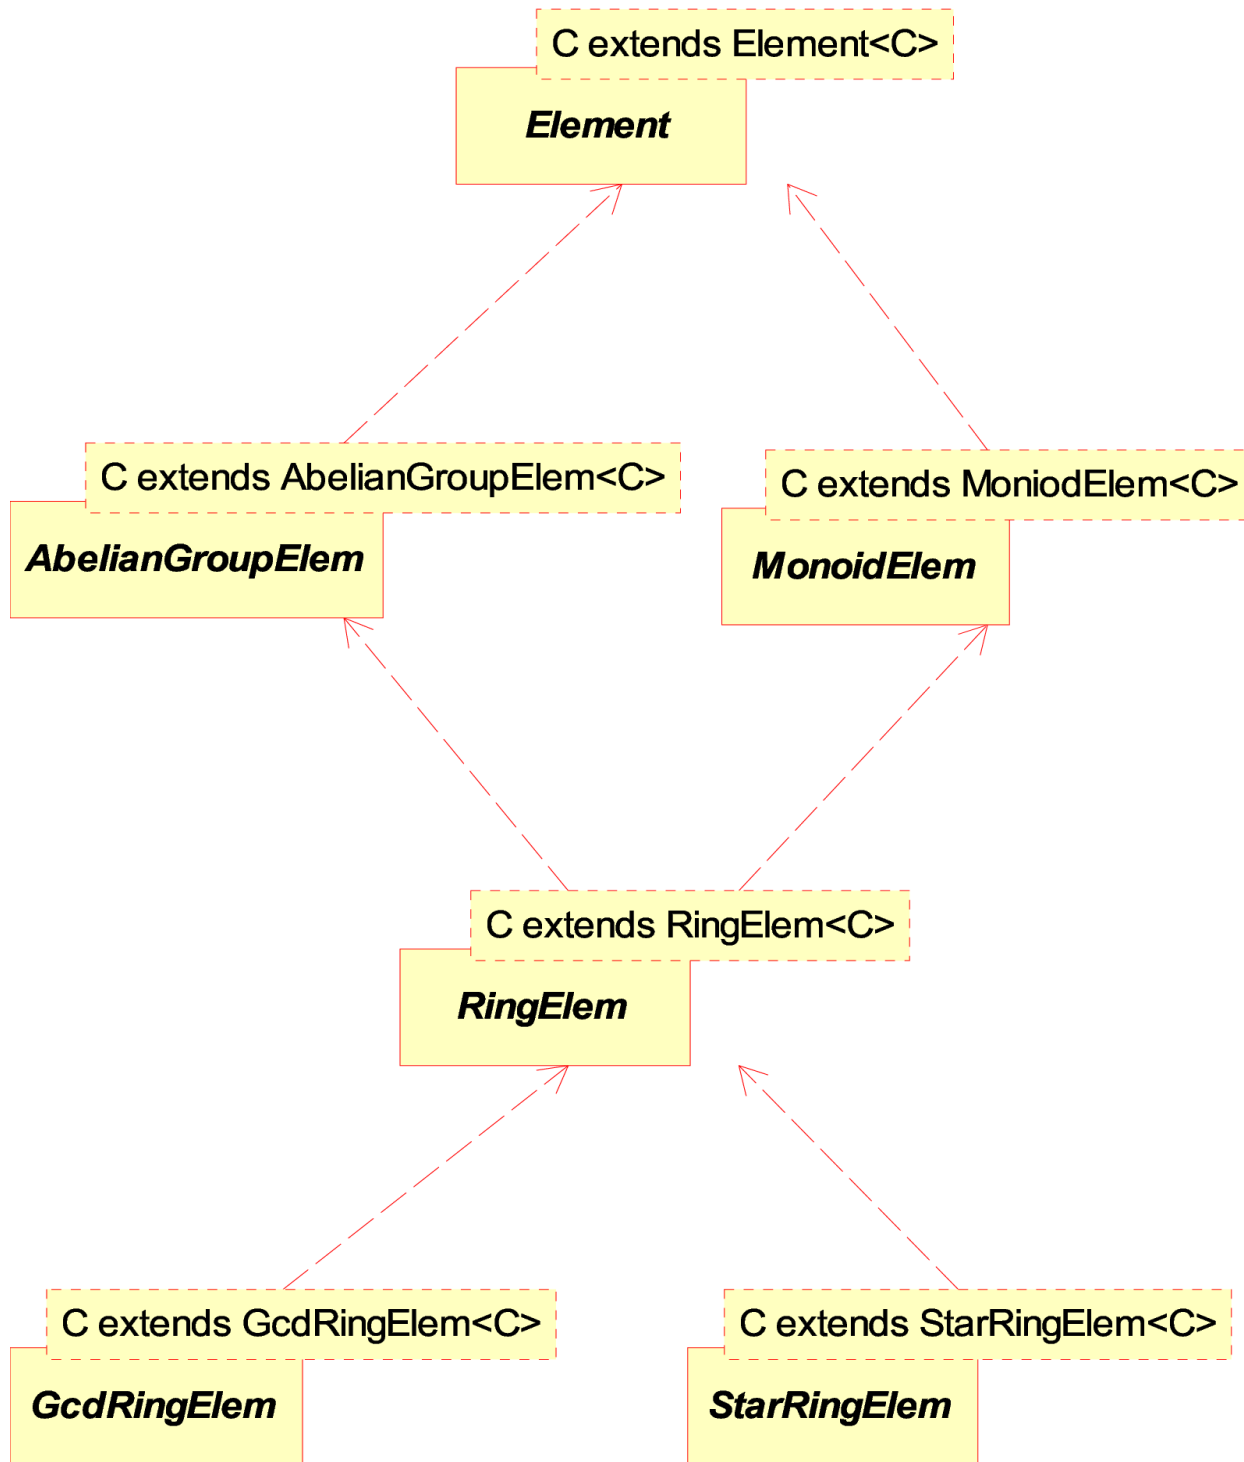 C extends Element<C>
Element
C extends AbelianGroupElem<C>
AbelianGroupElem
C extends MoniodElem<C>
MonoidElem
C extends RingElem<C>
RingElem
C extends GcdRingElem<C>
GcdRingElem
C extends StarRingElem<C>
StarRingElem